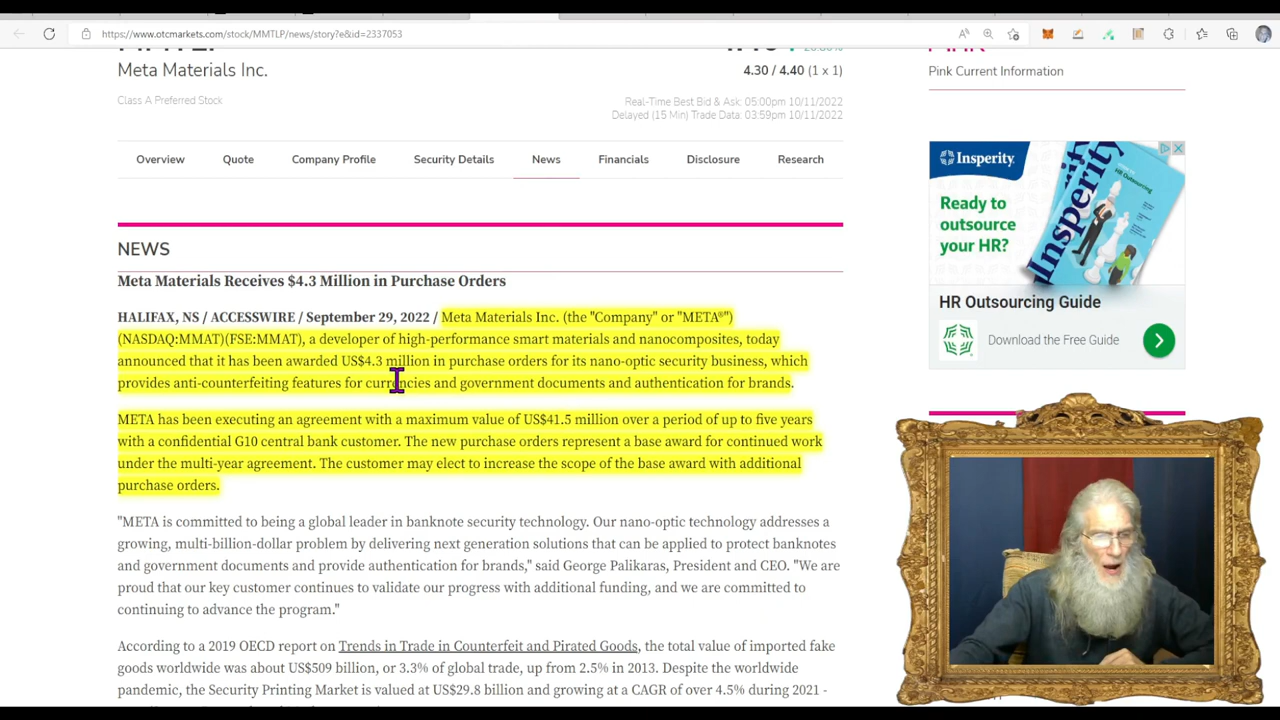 https://www.otcmarkets.com/stock/MMTLP/news/story?e&id=2337053
Meta Materials Inc.
4.30 / 4.40 (1 x 1)
Class A Preferred Stock
Real-Time Best Bid & Ask: 05:00pm 10/11/2022
Delayed (15 Min) Trade Data: 03:59pm 10/11/2022
Pink Current Information
Overview Quote Company Profile Security Details News Financials Disclosure Research
NEWS
Meta Materials Receives $4.3 Million in Purchase Orders
HALIFAX, NS / ACCESSWIRE / September 29, 2022 / Meta Materials Inc. (the "Company" or "META®")
(NASDAQ:MMAT)(FSE:MMAT), a developer of high-performance smart materials and nanocomposites, today
announced that it has been awarded US$4.3 million in purchase orders for its nano-optic security business, which
provides anti-counterfeiting features for currencies and government documents and authentication for brands.
META has been executing an agreement with a maximum value of US$41.5 million over a period of up to five years
with a confidential G10 central bank customer. The new purchase orders represent a base award for continued work
under the multi-year agreement. The customer may elect to increase the scope of the base award with additional
purchase orders.
"META is committed to being a global leader in banknote security technology. Our nano-optic technology addresses a
growing, multi-billion-dollar problem by delivering next generation solutions that can be applied to protect banknotes
and government documents and provide authentication for brands," said George Palikaras, President and CEO. "We are
proud that our key customer continues to validate our progress with additional funding, and we are committed to
continuing to advance the program."
According to a 2019 OECD report on Trends in Trade in Counterfeit and Pirated Goods, the total value of imported fake
goods worldwide was about US$509 billion, or 3.3% of global trade, up from 2.5% in 2013. Despite the worldwide
pandemic, the Security Printing Market is valued at US$29.8 billion and growing at a CAGR of over 4.5% during 2021 -
Insperity
Ready to
outsource
your HR?
Insperity
HR Outsourcing
HR Outsourcing Guide
Download the Free Guide